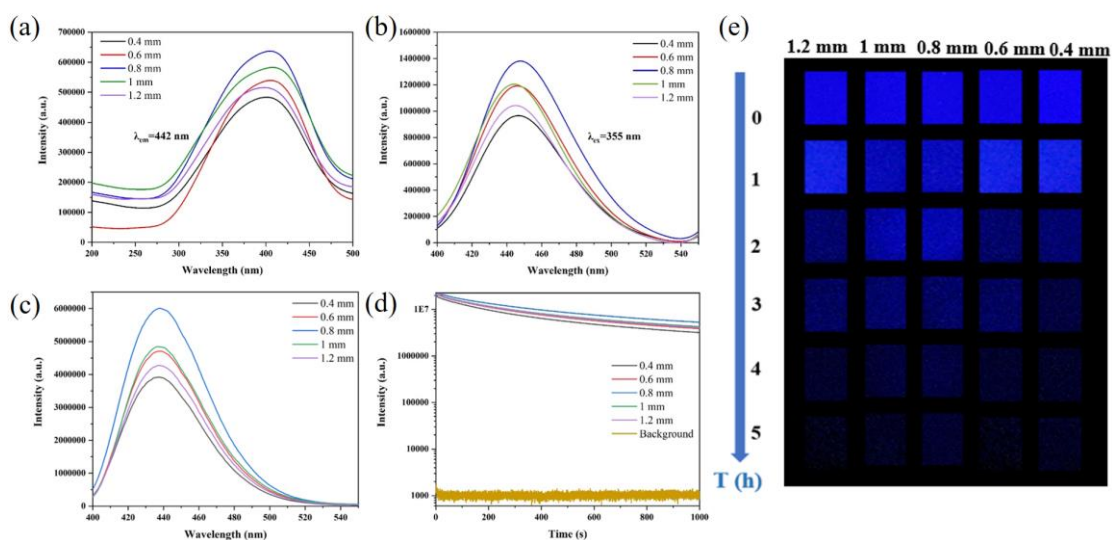 (a)
700000
600000
500000
400000
300000
200000
100000
0
200 250 300 350 400 450 500
Wavelength (nm)
Intensity (a.u.)
0.4 mm
0.6 mm
0.8 mm
1 mm
1.2 mm
λem=442 nm
(b)
1600000
1400000
1200000
1000000
800000
600000
400000
200000
0
400 420 440 460 480 500 520 540
Wavelength (nm)
Intensity (a.u.)
0.4 mm
0.6 mm
0.8 mm
1 mm
1.2 mm
λex=355 nm
(c)
6000000
5000000
4000000
3000000
2000000
1000000
0
400 420 440 460 480 500 520 540
Wavelength (nm)
Intensity (a.u.)
0.4 mm
0.6 mm
0.8 mm
1 mm
1.2 mm
(d)
1E7
1000000
100000
10000
1000
0 200 400 600 800 1000
Time (s)
Intensity (a.u.)
0.4 mm
0.6 mm
0.8 mm
1 mm
1.2 mm
Background
(e)
1.2 mm 1 mm 0.8 mm 0.6 mm 0.4 mm
0
1
2
3
4
5
T (h)